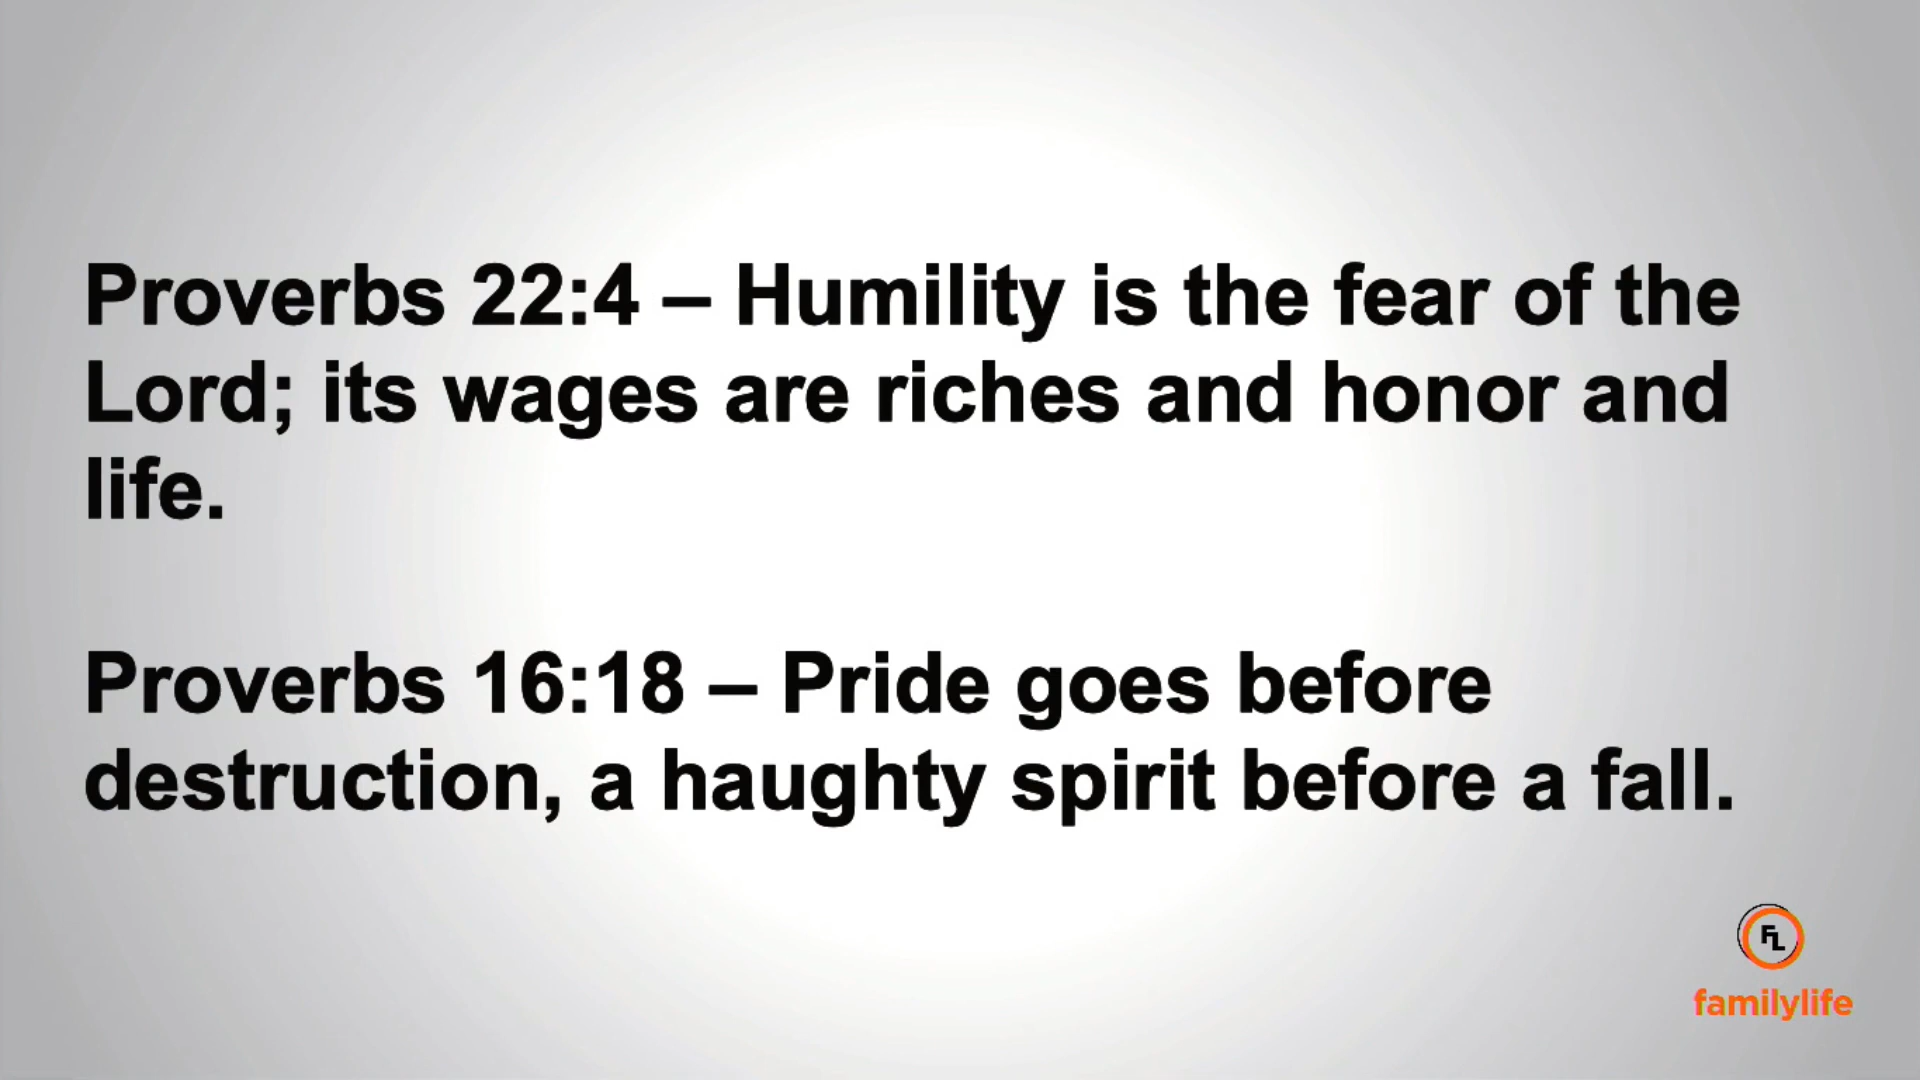 Proverbs 22:4 – Humility is the fear of the
Lord; its wages are riches and honor and
life.
Proverbs 16:18 – Pride goes before
destruction, a haughty spirit before a fall.
FL
familylife